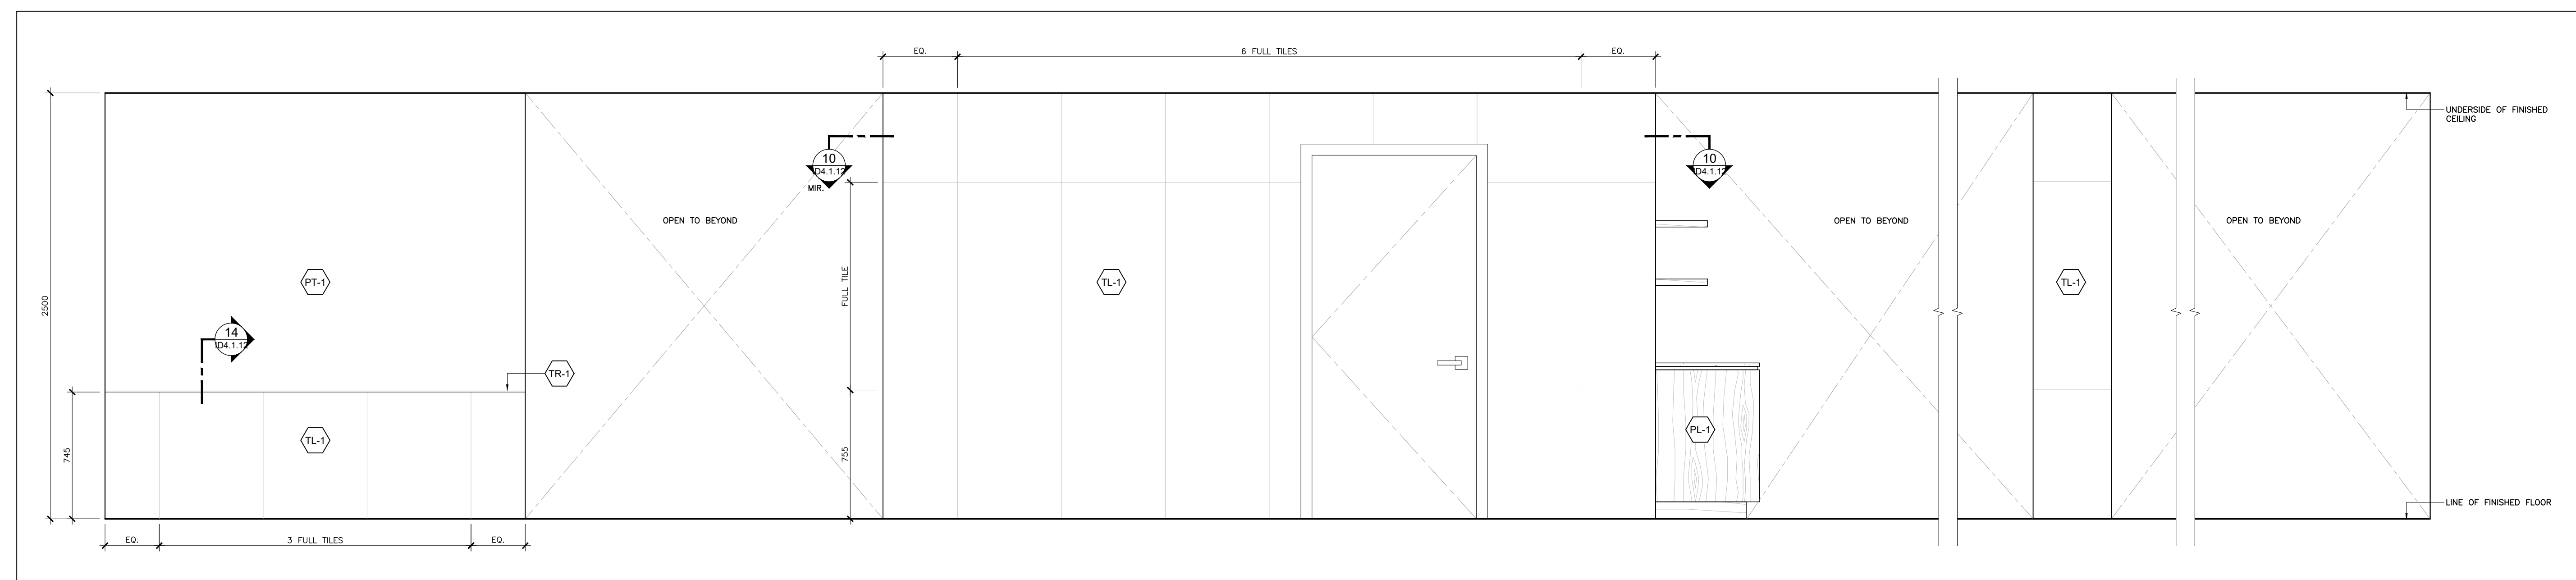 EQ.
6 FULL TILES
EQ.
UNDERSIDE OF FINISHED
CEILING
10
ID4.1.12
MIR.
10
ID4.1.12
OPEN TO BEYOND
OPEN TO BEYOND
OPEN TO BEYOND
2500
PT-1
FULL TILE
TL-1
TL-1
14
ID4.1.12
TR-1
745
TL-1
755
PL-1
LINE OF FINISHED FLOOR
EQ.
3 FULL TILES
EQ.